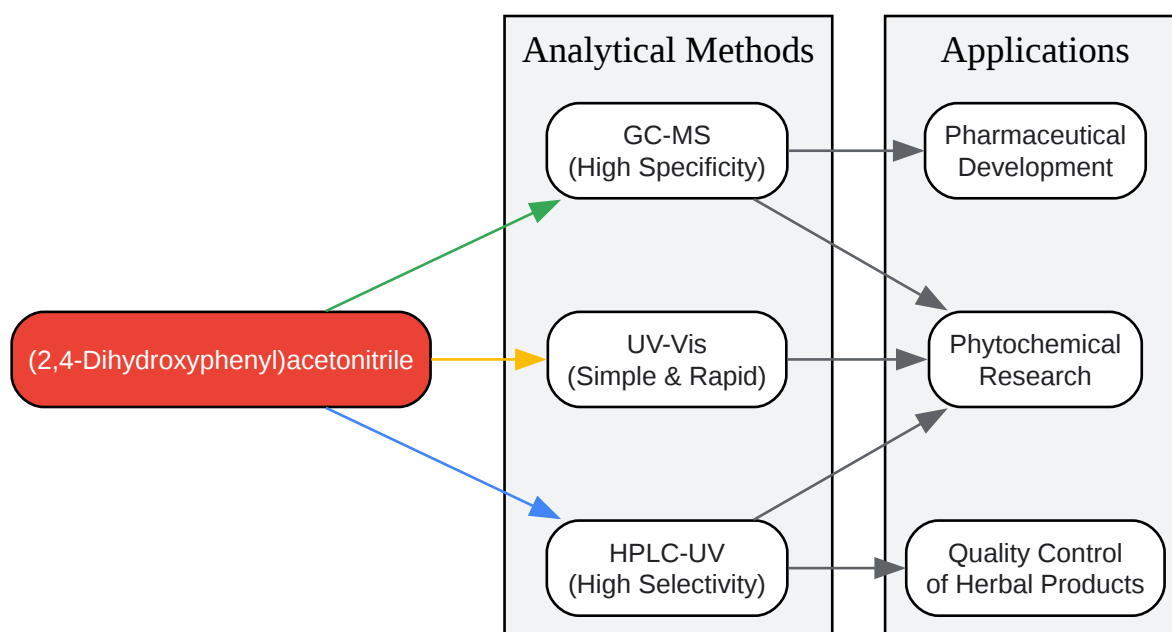 Analytical Methods
Applications
GC-MS
(High Specificity)
Pharmaceutical
Development
(2,4-Dihydroxyphenyl)acetonitrile
UV-Vis
(Simple & Rapid)
Phytochemical
Research
HPLC-UV
(High Selectivity)
Quality Control
of Herbal Products